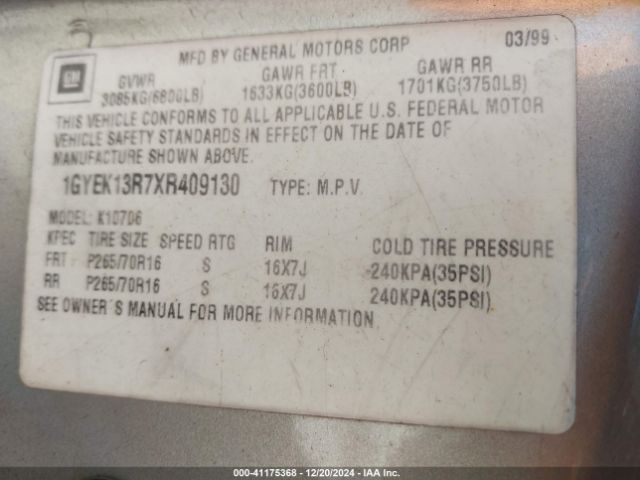 MFD BY GENERAL MOTORS CORP 03/99
GM
GVWR GAWR FRT GAWR RR
3085KG(6800LB) 1633KG(3600LB) 1701KG(3750LB)
THIS VEHICLE CONFORMS TO ALL APPLICABLE U.S. FEDERAL MOTOR
VEHICLE SAFETY STANDARDS IN EFFECT ON THE DATE OF
MANUFACTURE SHOWN ABOVE.
1GYEK13R7XR409130 TYPE: M.P.V
MODEL: K10706
KPEC TIRE SIZE SPEED RTG RIM COLD TIRE PRESSURE
FRT P265/70R16 S 16X7J 240KPA(35PSI)
RR P265/70R16 S 16X7J 240KPA(35PSI)
SEE OWNER'S MANUAL FOR MORE INFORMATION
000-41175368 - 12/20/2024 - IAA Inc.